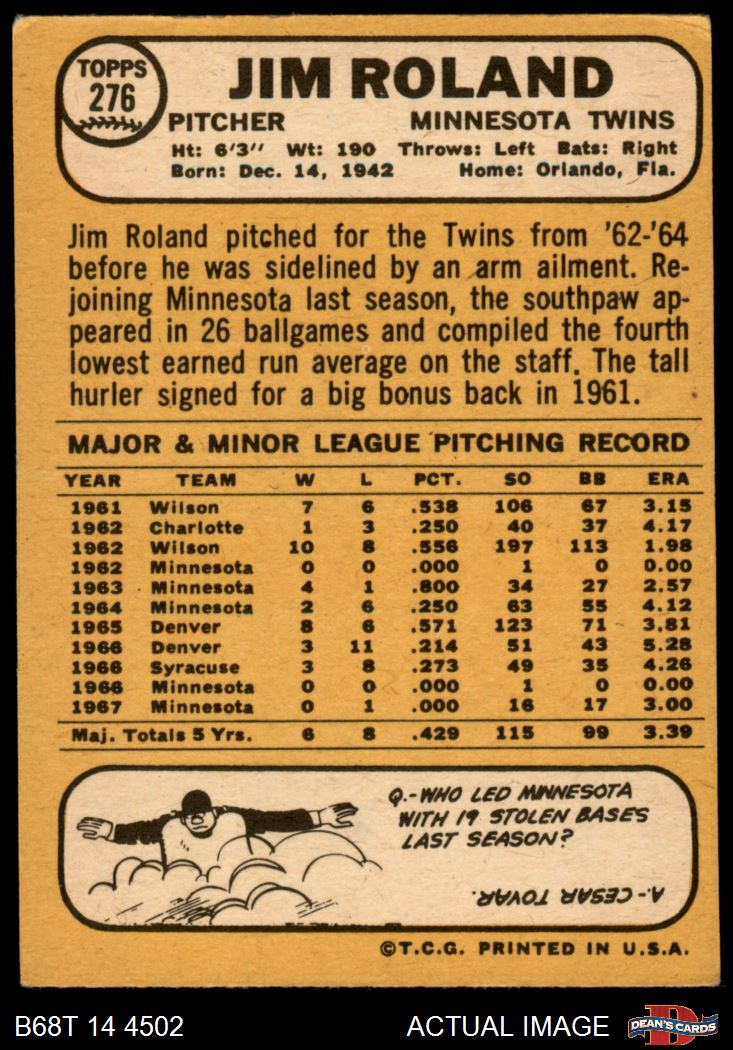 TOPPS
276
JIM ROLAND
PITCHER MINNESOTA TWINS
Ht: 6'3'' Wt: 190 Throws: Left Bats: Right
Born: Dec. 14, 1942 Home: Orlando, Fla.
Jim Roland pitched for the Twins from '62-'64
before he was sidelined by an arm ailment. Re-
joining Minnesota last season, the southpaw ap-
peared in 26 ballgames and compiled the fourth
lowest earned run average on the staff. The tall
hurler signed for a big bonus back in 1961.
MAJOR & MINOR LEAGUE PITCHING RECORD
YEAR TEAM W L PCT. SO BB ERA
1961 Wilson 7 6 .538 106 67 3.15
1962 Charlotte 1 3 .250 40 37 4.17
1962 Wilson 10 8 .556 197 113 1.98
1962 Minnesota 0 0 .000 1 0 0.00
1963 Minnesota 4 1 .800 34 27 2.57
1964 Minnesota 2 6 .250 63 55 4.12
1965 Denver 8 6 .571 123 71 3.81
1966 Denver 3 11 .214 51 43 5.28
1966 Syracuse 3 8 .273 49 35 4.26
1966 Minnesota 0 0 .000 1 0 0.00
1967 Minnesota 0 1 .000 16 17 3.00
Maj. Totals 5 Yrs. 6 8 .429 115 99 3.39
Q.-WHO LED MINNESOTA
WITH 19 STOLEN BASES
LAST SEASON?
A.-CESAR TOVAR.
©T.C.G. PRINTED IN U.S.A.
B68T 14 4502 ACTUAL IMAGE DEAN'S CARDS